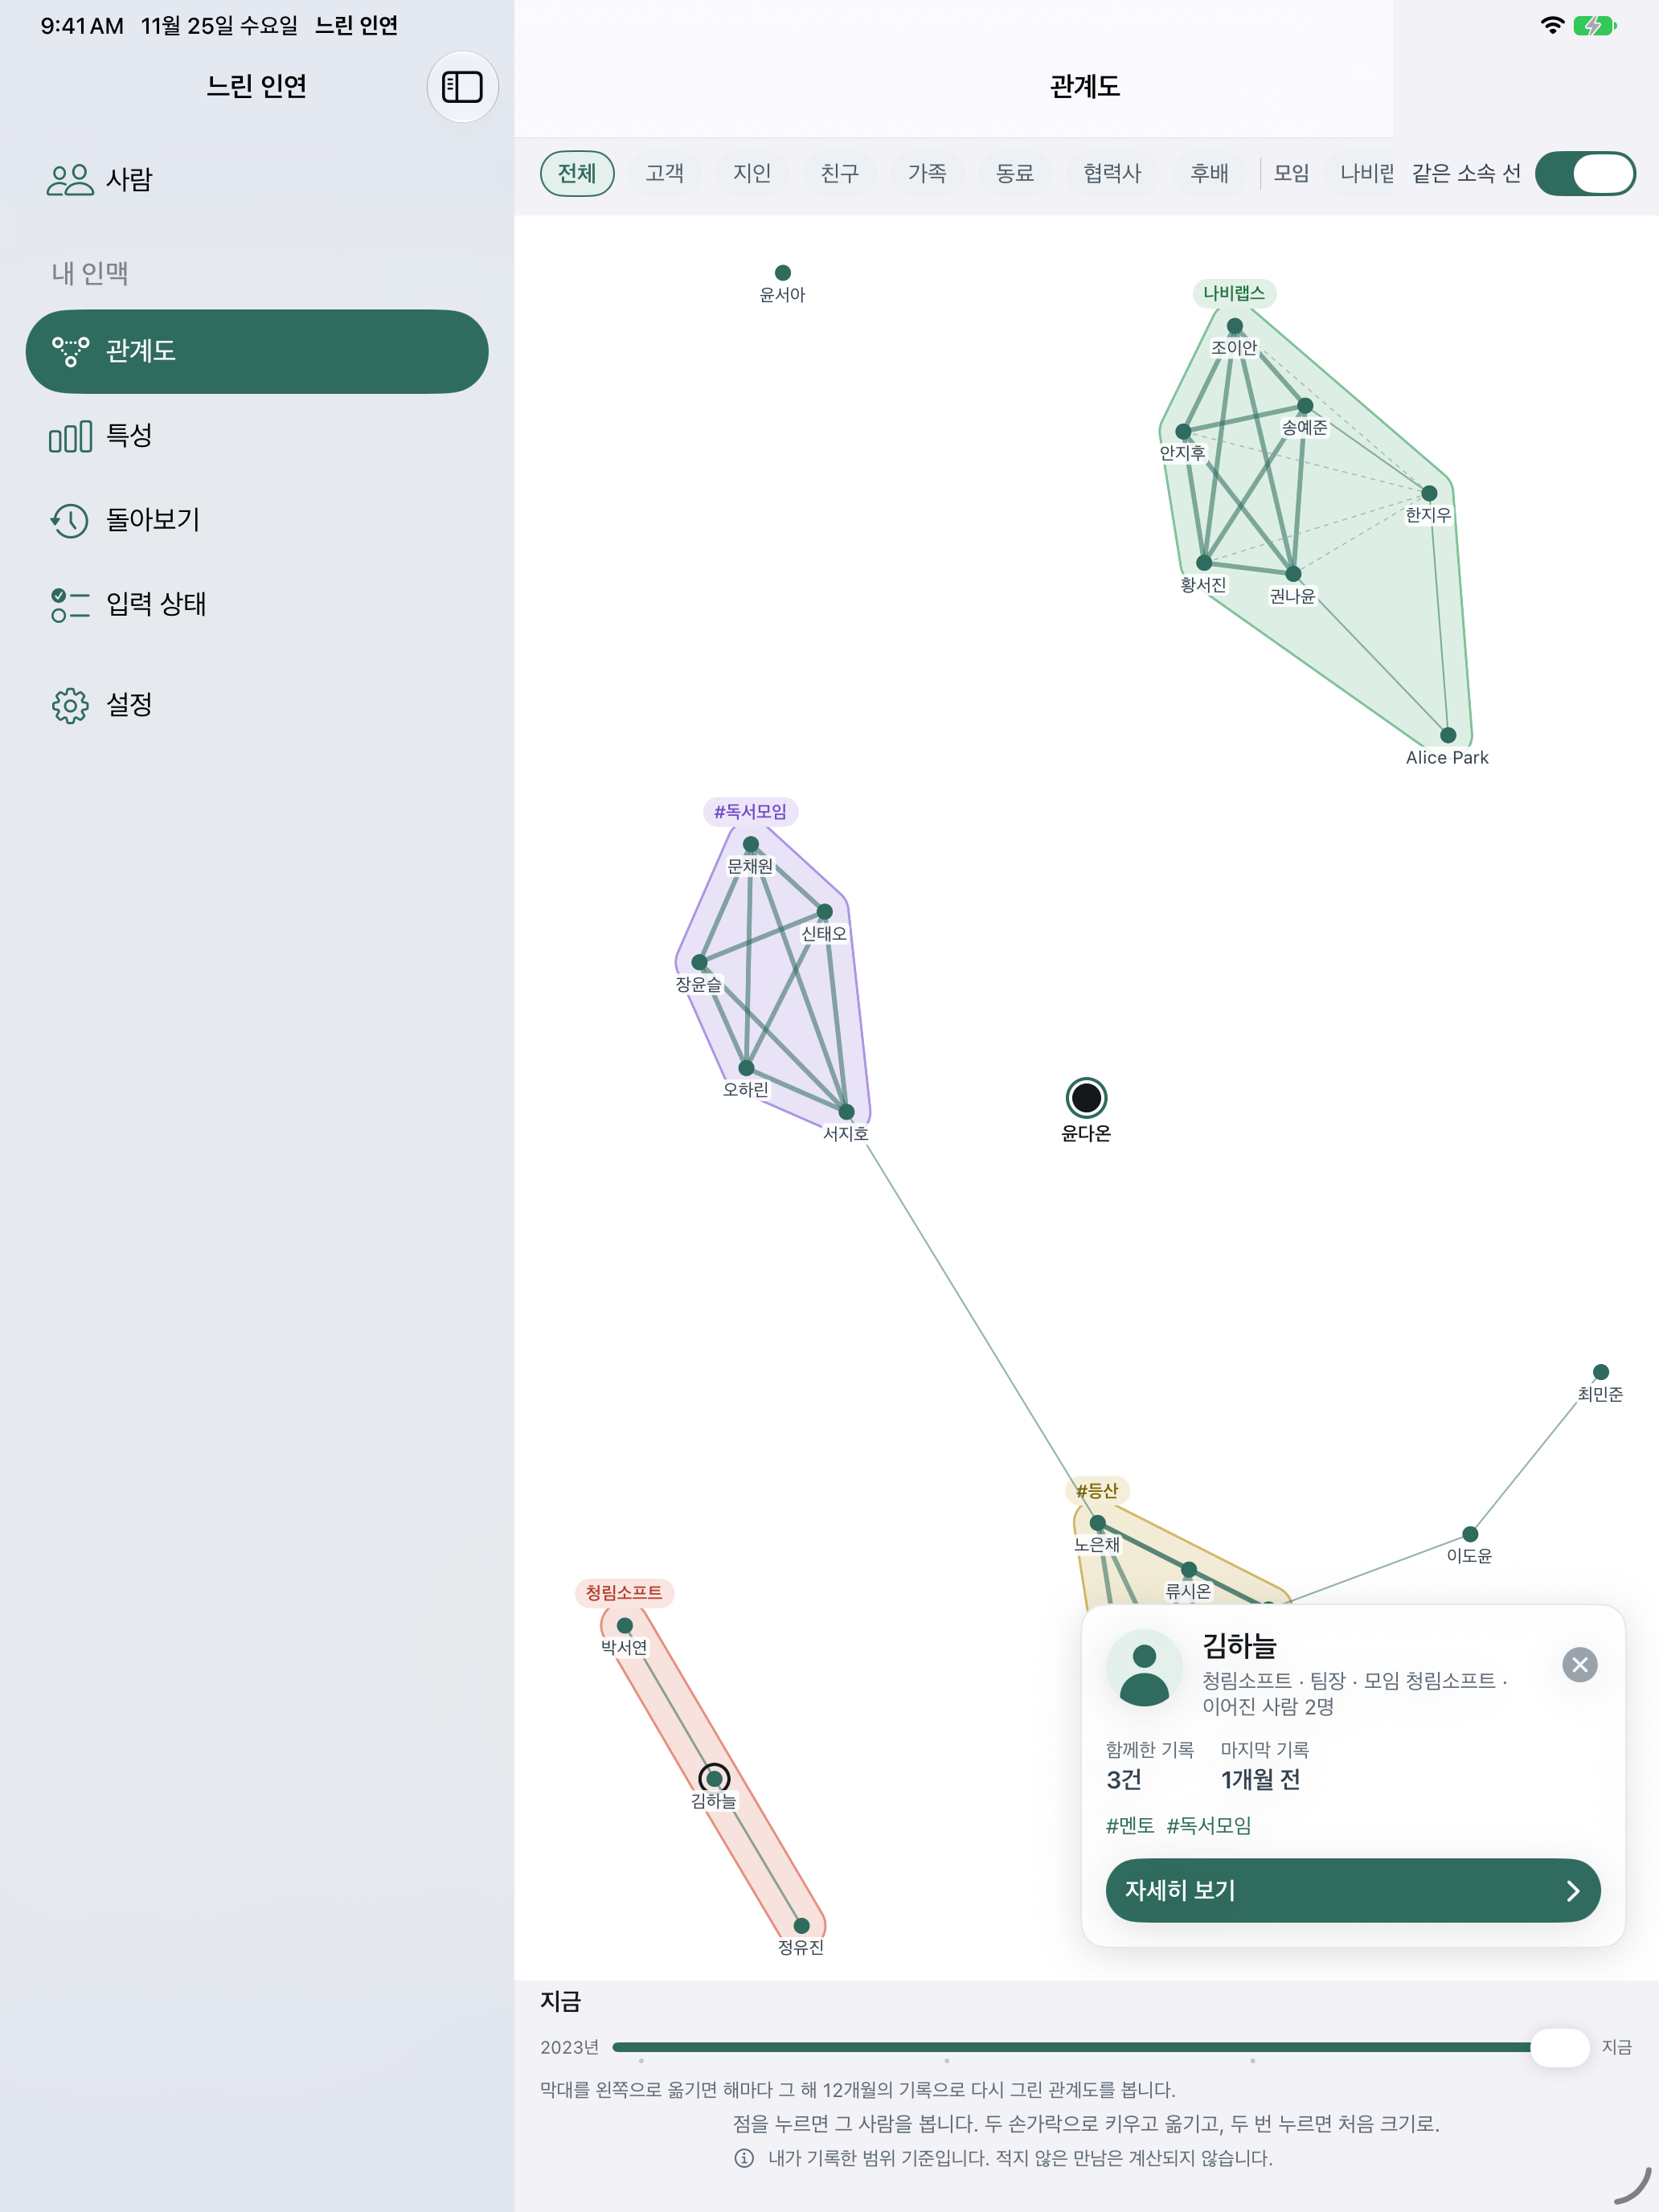 9:41 AM 11월 25일 수요일 느린 인연
느린 인연
사람
내 인맥
관계도
특성
돌아보기
입력 상태
설정
관계도
전체 고객 지인 친구 가족 동료 협력사 후배 모임 나비랩 같은 소속 선
윤서아
나비랩스
조이안
송예준
안지후
한지우
황서진
권나윤
Alice Park
#독서모임
문채원
신태오
장윤슬
오하린
서지호
윤다온
최민준
#등산
노은채
이도윤
류시온
청림소프트
박서연
김하늘
정유진
김하늘
청림소프트 · 팀장 · 모임 청림소프트 ·
이어진 사람 2명
함께한 기록 마지막 기록
3건 1개월 전
#멘토 #독서모임
자세히 보기
지금
2023년 지금
막대를 왼쪽으로 옮기면 해마다 그 해 12개월의 기록으로 다시 그린 관계도를 봅니다.
점을 누르면 그 사람을 봅니다. 두 손가락으로 키우고 옮기고, 두 번 누르면 처음 크기로.
내가 기록한 범위 기준입니다. 적지 않은 만남은 계산되지 않습니다.